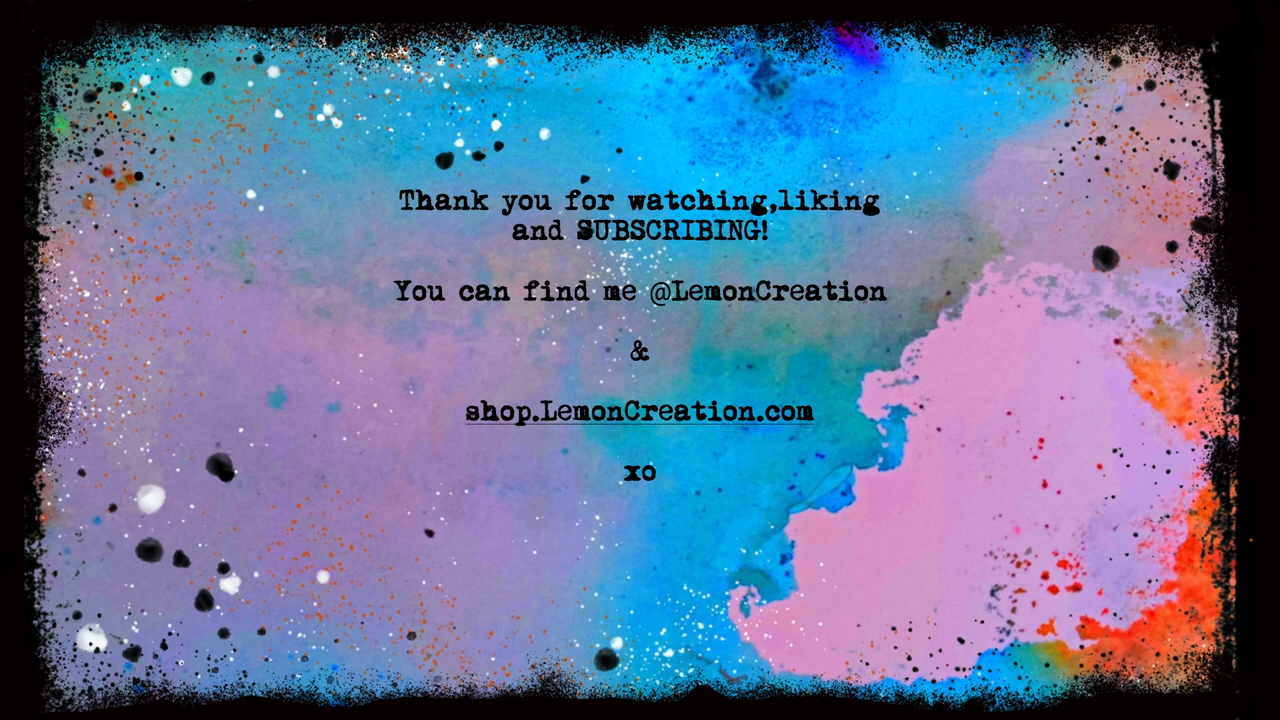 Thank you for watching,liking
and SUBSCRIBING!
You can find me @LemonCreation
&
shop.LemonCreation.com
xo